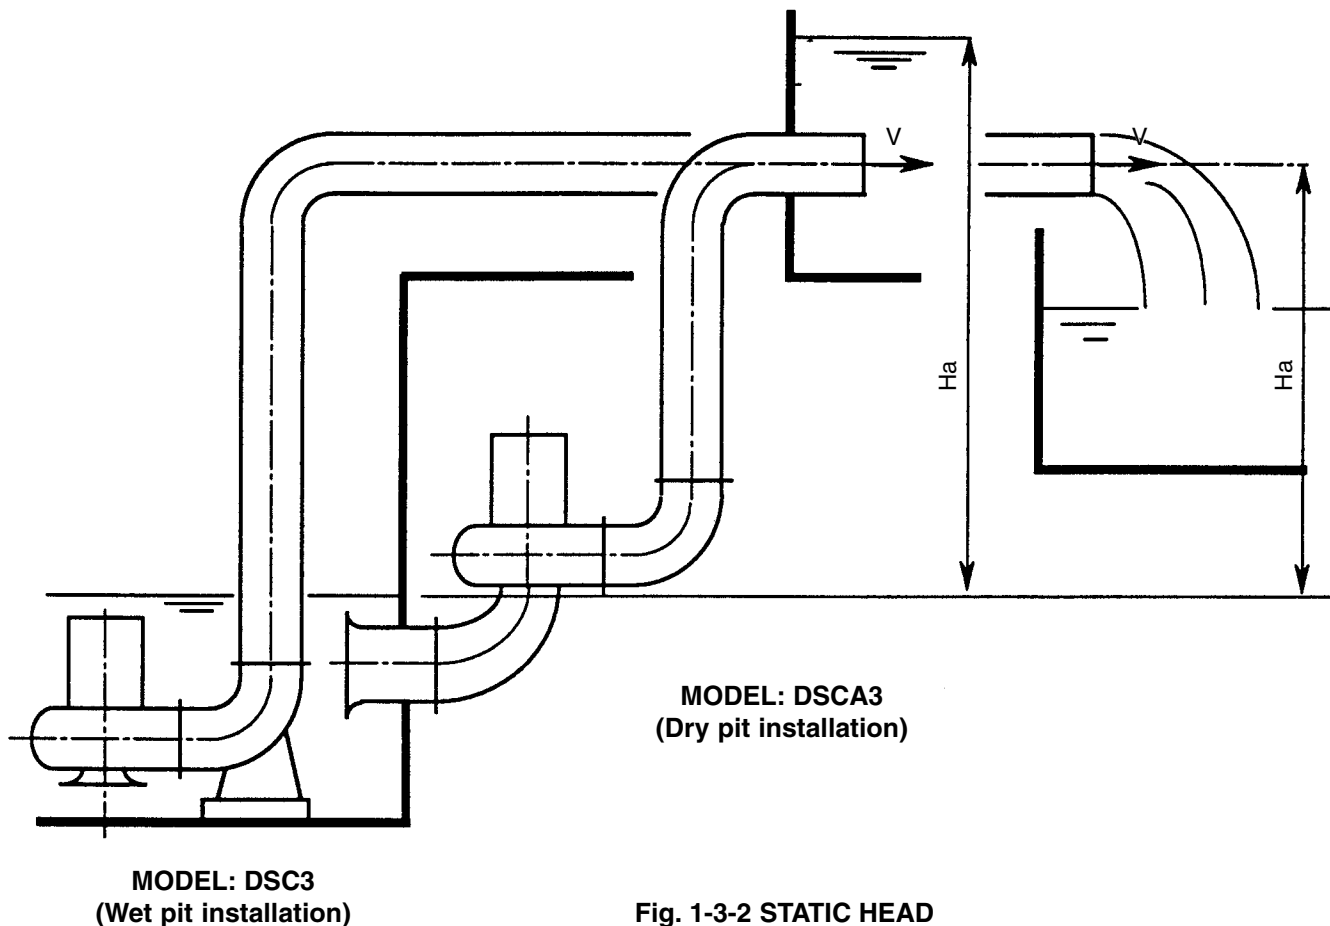 V
V
Ha
Ha
MODEL: DSCA3
(Dry pit installation)
MODEL: DSC3
(Wet pit installation)
Fig. 1-3-2 STATIC HEAD